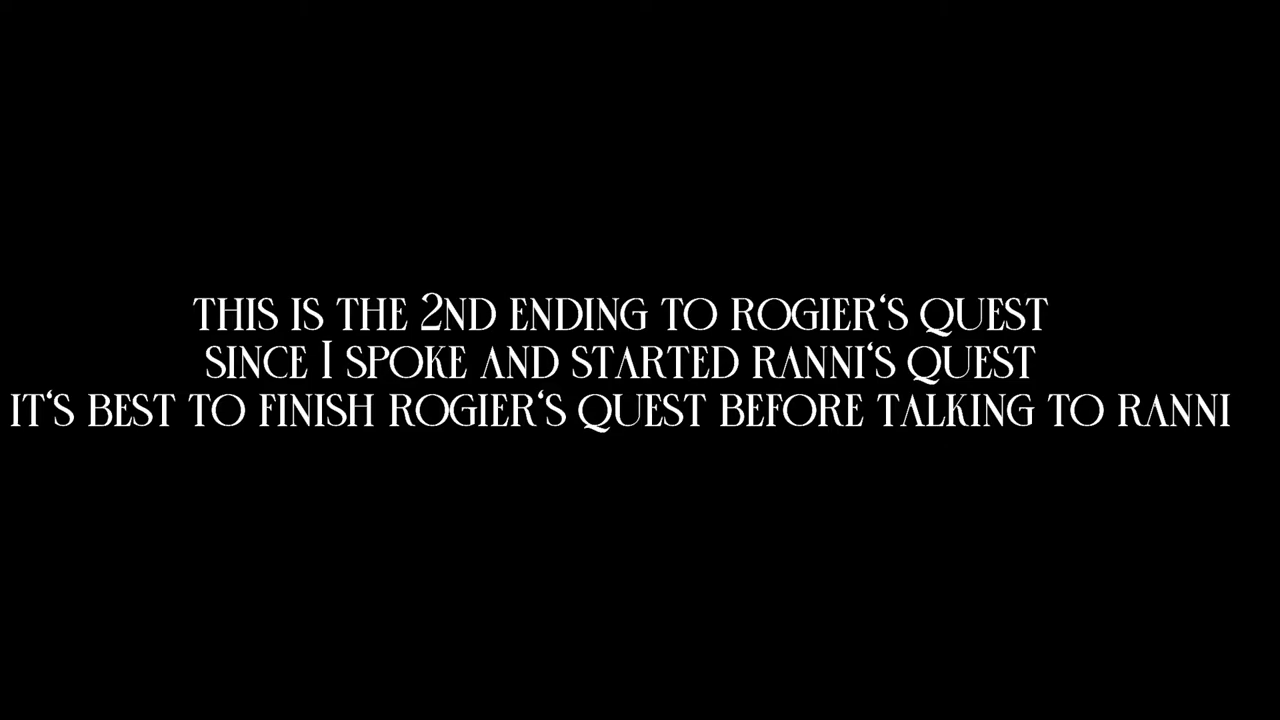 THIS IS THE 2ND ENDING TO ROGIER'S QUEST
SINCE I SPOKE AND STARTED RANNI'S QUEST
IT'S BEST TO FINISH ROGIER'S QUEST BEFORE TALKING TO RANNI